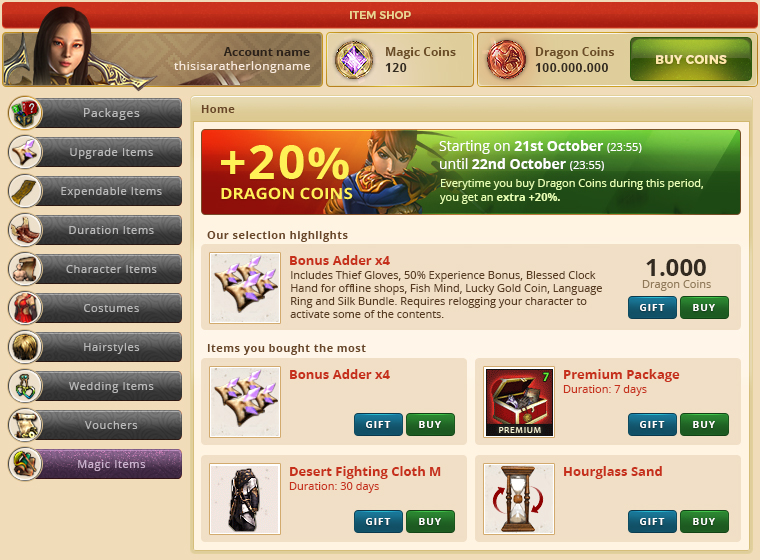 ITEM SHOP
Account name
thisisaratherlongname
Magic Coins
120
Dragon Coins
100.000.000
BUY COINS
Packages
Upgrade Items
Expendable Items
Duration Items
Character Items
Costumes
Hairstyles
Wedding Items
Vouchers
Magic Items
Home
+20%
DRAGON COINS
Starting on 21st October (23:55)
until 22nd October (23:55)
Everytime you buy Dragon Coins during this period,
you get an extra +20%.
Our selection highlights
Bonus Adder x4
Includes Thief Gloves, 50% Experience Bonus, Blessed Clock
Hand for offline shops, Fish Mind, Lucky Gold Coin, Language
Ring and Silk Bundle. Requires relogging your character to
activate some of the contents.
1.000
Dragon Coins
GIFT BUY
Items you bought the most
Bonus Adder x4
GIFT BUY
7
PREMIUM
Premium Package
Duration: 7 days
GIFT BUY
Desert Fighting Cloth M
Duration: 30 days
GIFT BUY
Hourglass Sand
GIFT BUY